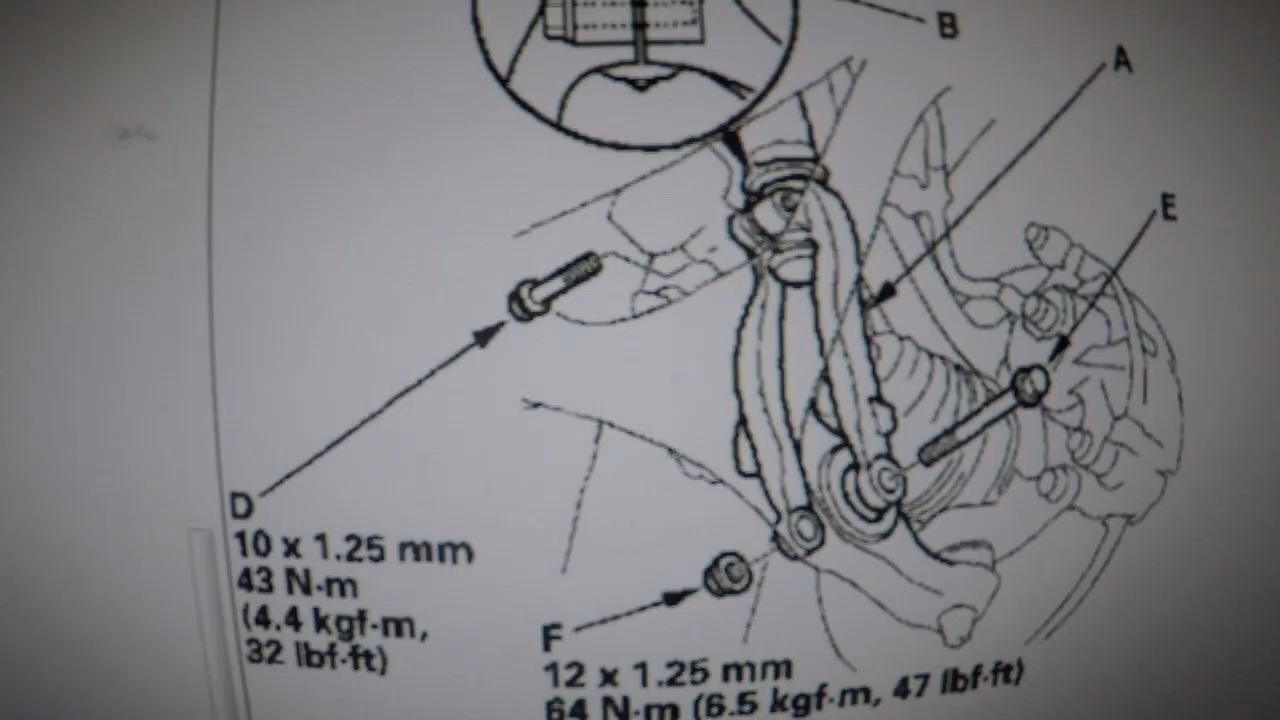 B
A
E
D
10 x 1.25 mm
43 N·m
(4.4 kgf·m,
32 lbf·ft)
F
12 x 1.25 mm
64 N·m (6.5 kgf·m, 47 lbf·ft)